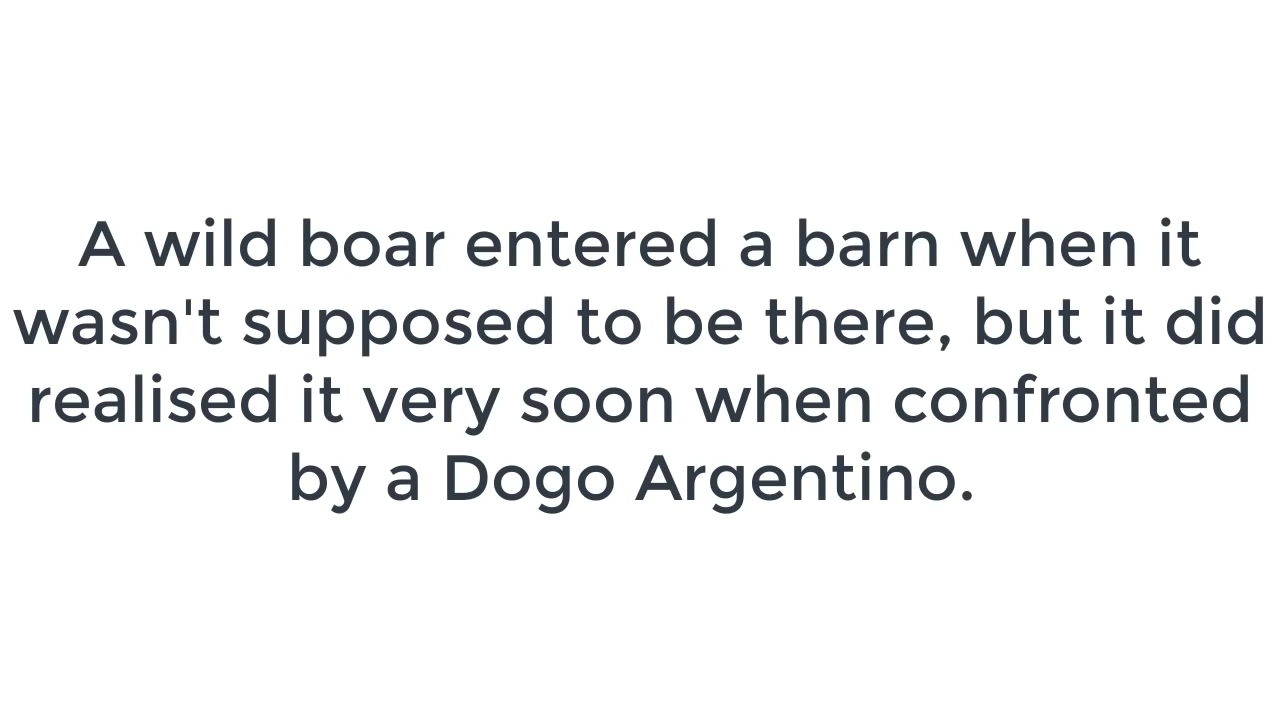 A wild boar entered a barn when it
wasn't supposed to be there, but it did
realised it very soon when confronted
by a Dogo Argentino.